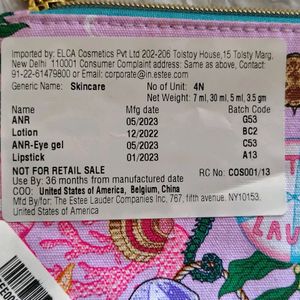 Imported by: ELCA Cosmetics Pvt Ltd 202-206 Tolstoy House,15 Tolsty Marg,
New Delhi 110001 Consumer Complaint address: Same as above, Contact:
91-22-61479800 Email : corporate@in.estee.com
Generic Name: Skincare No of Unit: 4N
Net Weight: 7 ml, 30 ml, 5 ml, 3.5 gm
Name Mfg date Batch Code
ANR 05/2023 G53
Lotion 12/2022 BC2
ANR-Eye gel 05/2023 C53
Lipstick 01/2023 A13
NOT FOR RETAIL SALE
Use By: 36 months from manufactured date RC No: COS001/13
COO: United States of America, Belgium, China
Mfd By/for: The Estee Lauder Companies Inc, 767, fifth avenue, NY10153,
United States of America
LAU